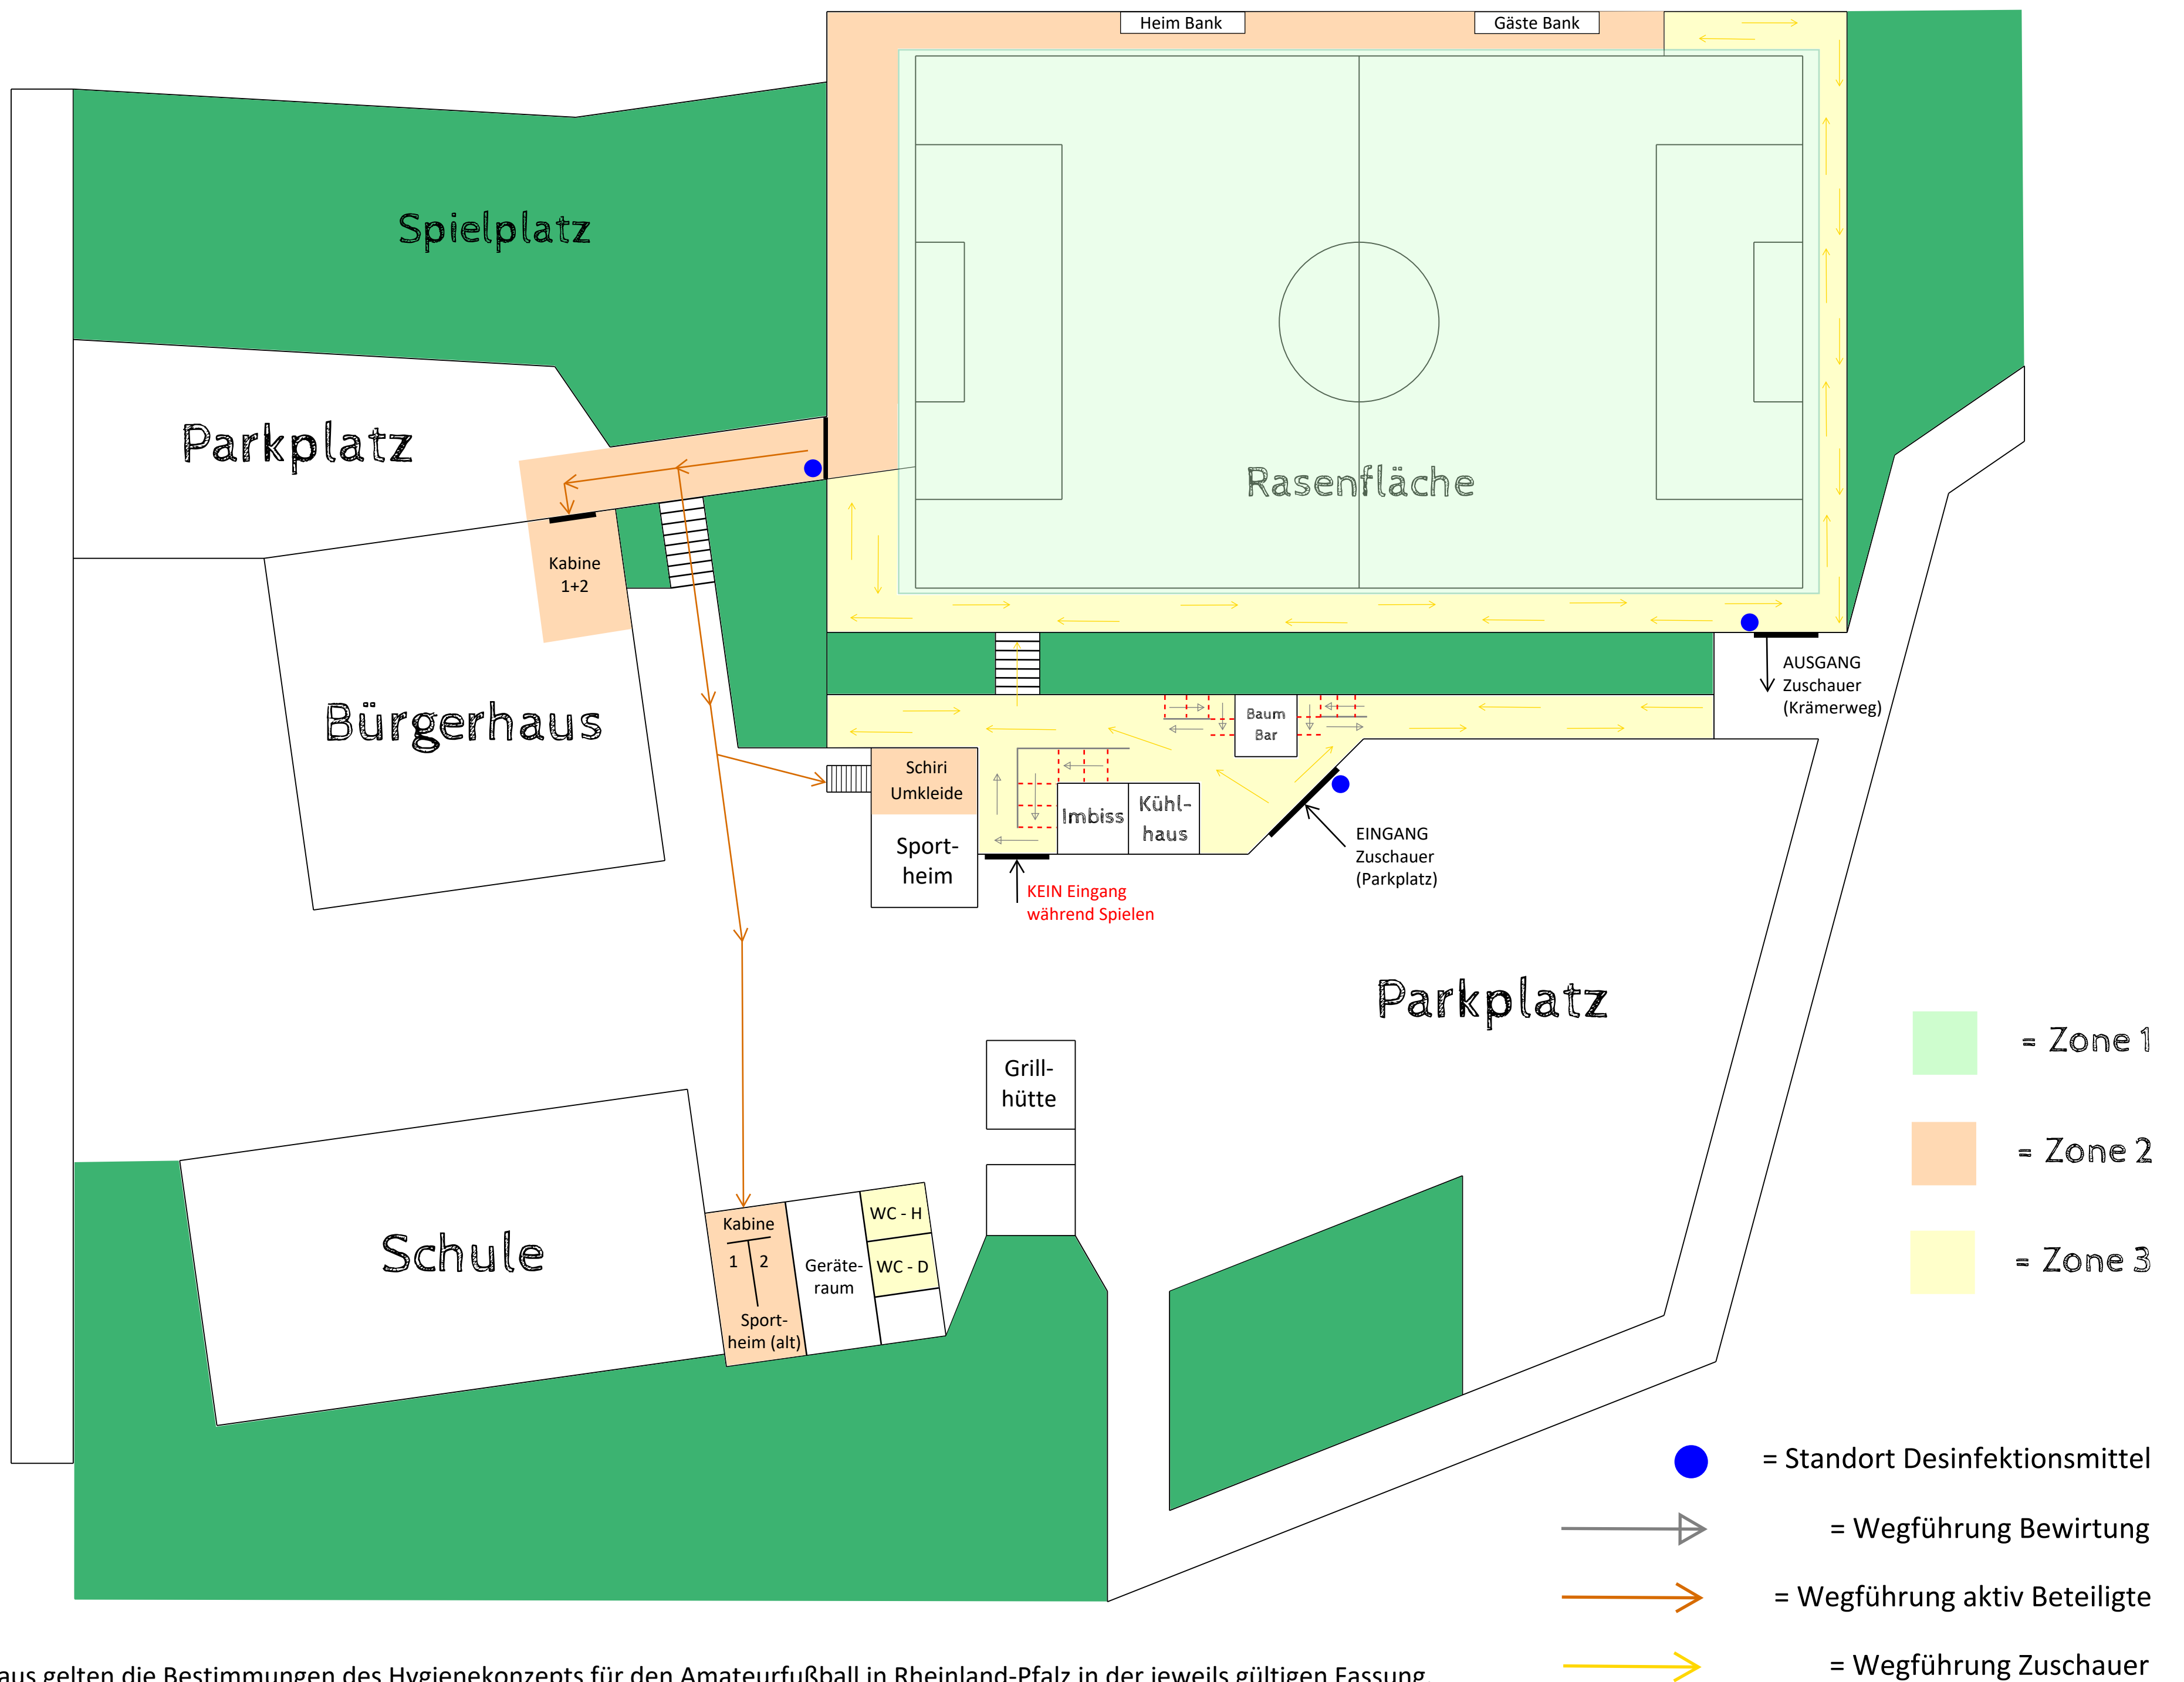 Heim Bank
Gäste Bank
Spielplatz
Parkplatz
Rasenfläche
Kabine
1+2
Bürgerhaus
AUSGANG
Zuschauer
(Krämerweg)
Baum
Bar
Schiri
Umkleide
Sport-
heim
Imbiss
Kühl-
haus
EINGANG
Zuschauer
(Parkplatz)
KEIN Eingang
während Spielen
Parkplatz
= Zone 1
Grill-
hütte
= Zone 2
Schule
Kabine
1 2
Sport-
heim (alt)
Geräte-
raum
WC - H
WC - D
= Zone 3
= Standort Desinfektionsmittel
= Wegführung Bewirtung
= Wegführung aktiv Beteiligte
= Wegführung Zuschauer
aus gelten die Bestimmungen des Hygienekonzepts für den Amateurfußball in Rheinland-Pfalz in der jeweils gültigen Fassung.